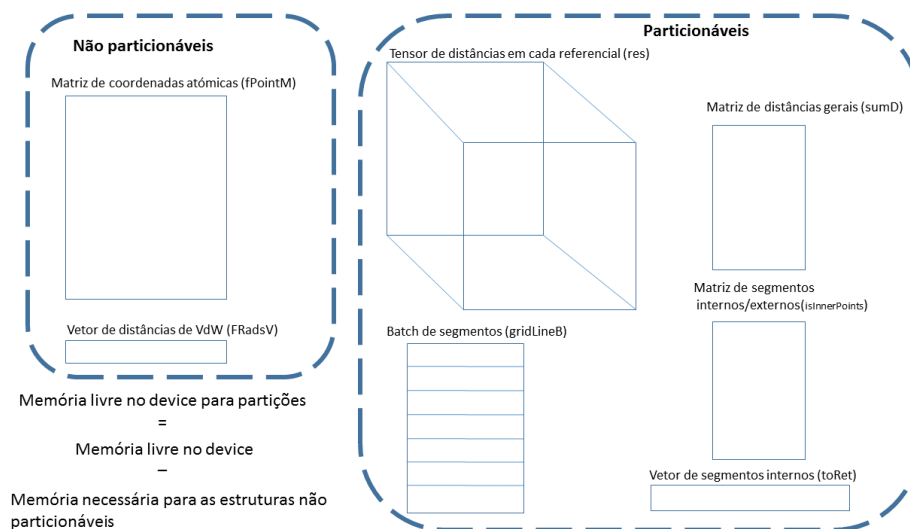 Não particionáveis
Matriz de coordenadas atómicas (fPointM)
Vetor de distâncias de VdW (FRadsV)
Memória livre no device para partições
=
Memória livre no device
–
Memória necessária para as estruturas não
particionáveis
Particionáveis
Tensor de distâncias em cada referencial (res)
Matriz de distâncias gerais (sumD)
Matriz de segmentos
internos/externos(isInnerPoints)
Batch de segmentos (gridLineB)
Vetor de segmentos internos (toRet)